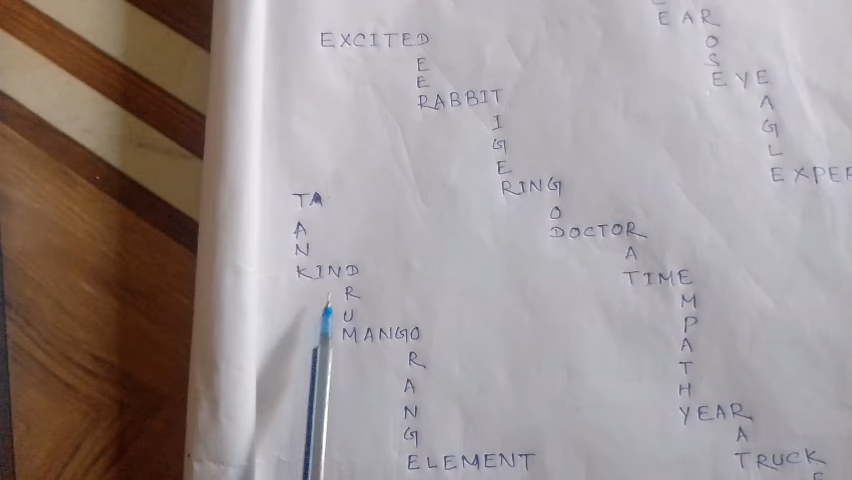 EAR
O
S
EYE
A
G
L
EXPER
EXCITED
E
E
RABBIT
I
G
E
RING
O
DOCTOR
A
TIME
M
P
A
T
H
YEAR
A
TRUCK
E
TA
A
N
KIND
R
U
MANGO
R
A
N
G
ELEMENT